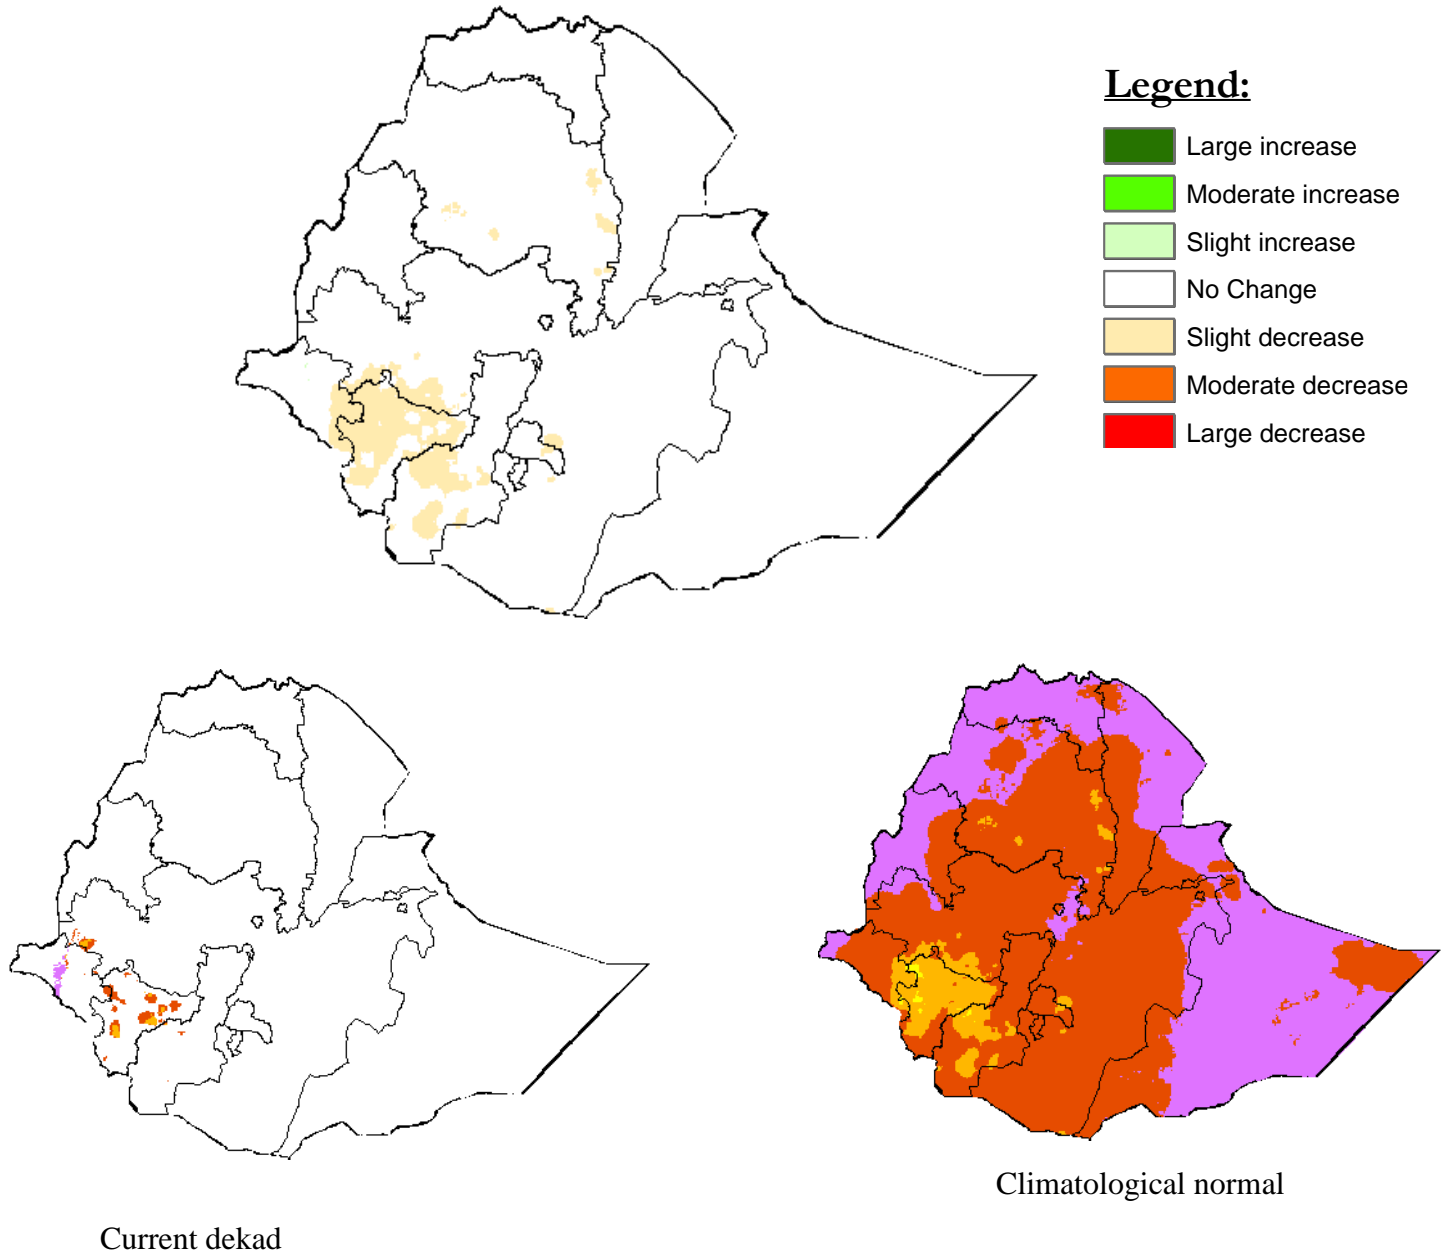 Legend:
Large increase
Moderate increase
Slight increase
No Change
Slight decrease
Moderate decrease
Large decrease
Climatological normal
Current dekad